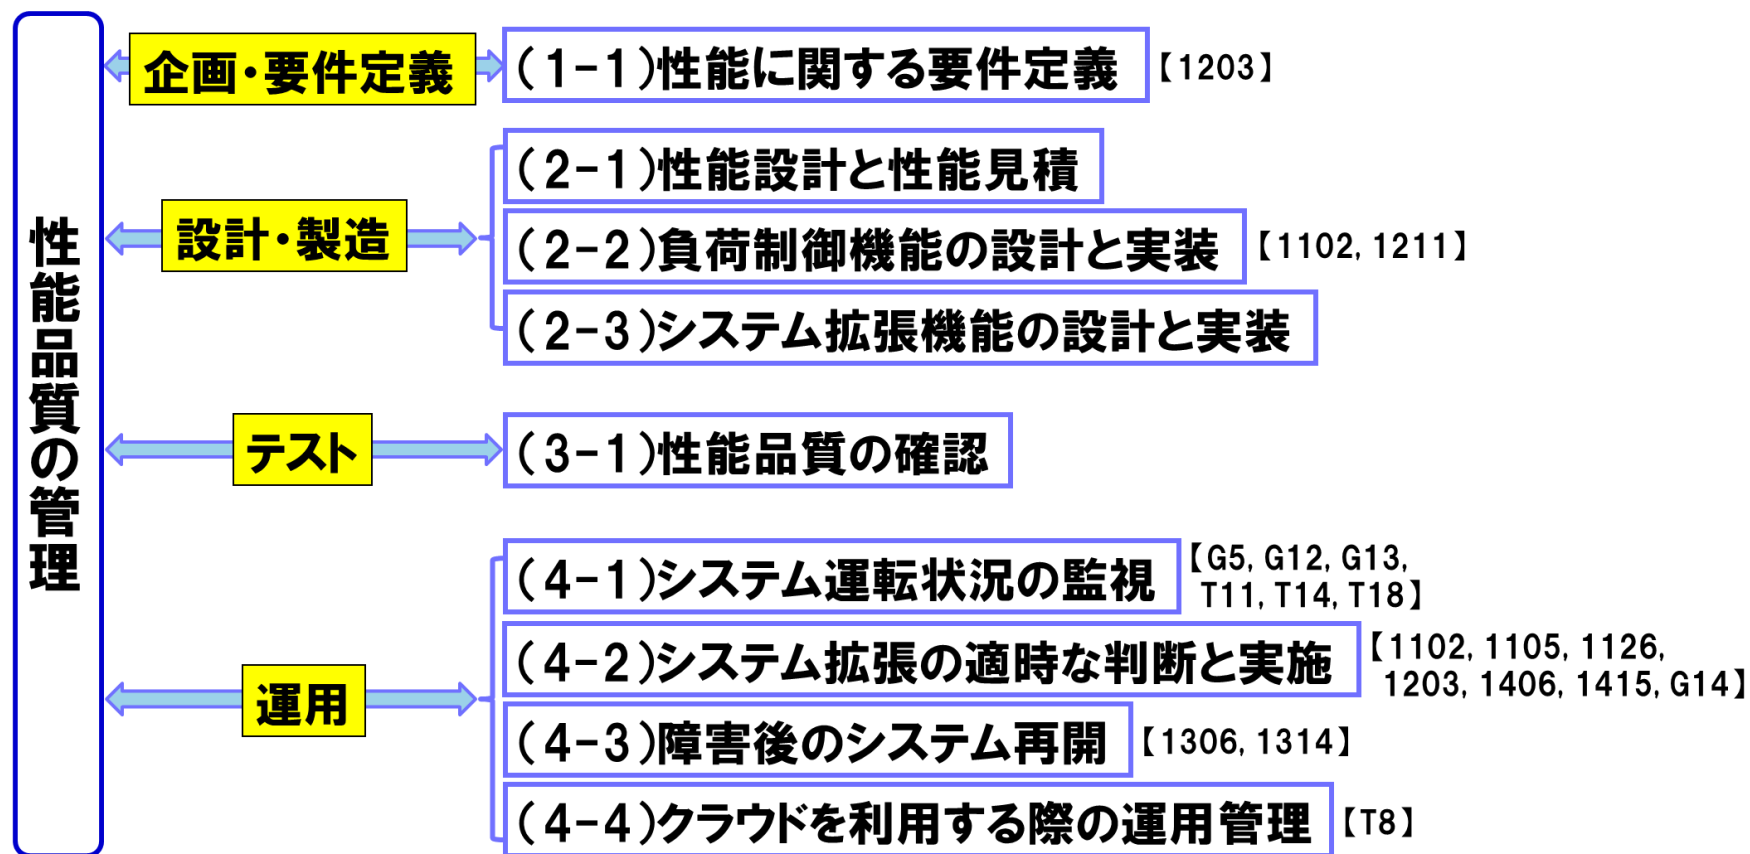 性能品質の管理
企画・要件定義
(1-1)性能に関する要件定義
【1203】
設計・製造
(2-1)性能設計と性能見積
(2-2)負荷制御機能の設計と実装
【1102, 1211】
(2-3)システム拡張機能の設計と実装
テスト
(3-1)性能品質の確認
運用
(4-1)システム運転状況の監視
【G5, G12, G13,
T11, T14, T18】
(4-2)システム拡張の適時な判断と実施
【1102, 1105, 1126,
1203, 1406, 1415, G14】
(4-3)障害後のシステム再開
【1306, 1314】
(4-4)クラウドを利用する際の運用管理
【T8】